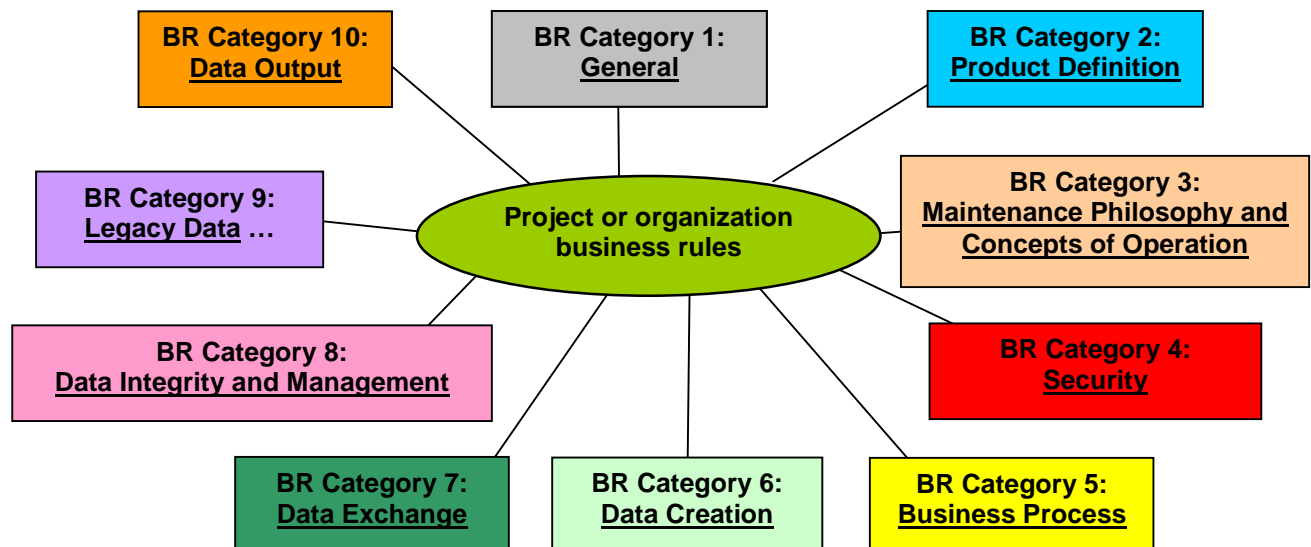 BR Category 10:
Data Output
BR Category 1:
General
BR Category 2:
Product Definition
BR Category 9:
Legacy Data …
Project or organization
business rules
BR Category 3:
Maintenance Philosophy and
Concepts of Operation
BR Category 8:
Data Integrity and Management
BR Category 4:
Security
BR Category 7:
Data Exchange
BR Category 6:
Data Creation
BR Category 5:
Business Process